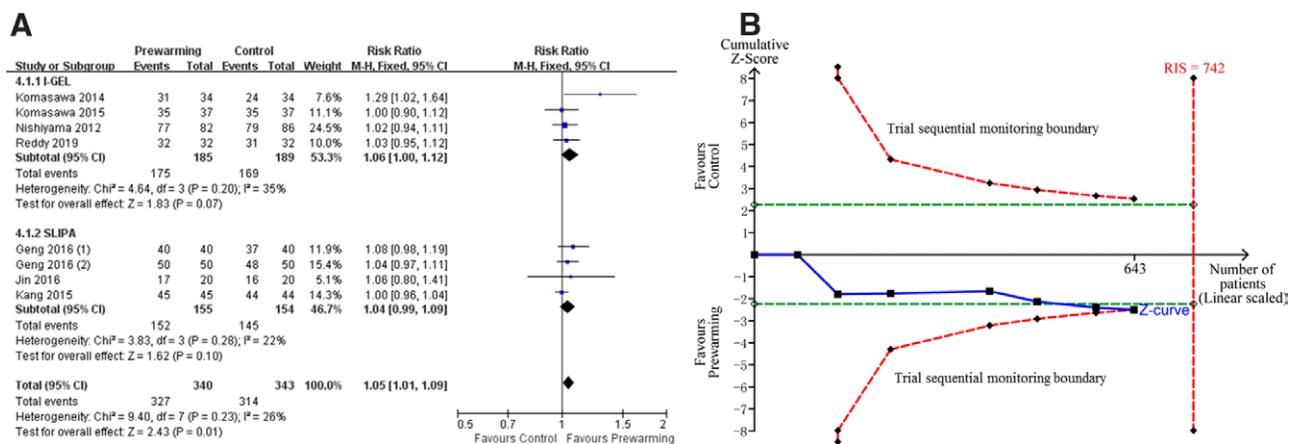 A
Prewarming Control Risk Ratio Risk Ratio
Study or Subgroup Events Total Events Total Weight M-H, Fixed, 95% CI M-H, Fixed, 95% CI
4.1.1 I-GEL
Komasawa 2014 31 34 24 34 7.6% 1.29 [1.02, 1.64]
Komasawa 2015 35 37 35 37 11.1% 1.00 [0.90, 1.12]
Nishiyama 2012 77 82 79 86 24.5% 1.02 [0.94, 1.11]
Reddy 2019 32 32 31 32 10.0% 1.03 [0.95, 1.12]
Subtotal (95% CI) 185 189 53.3% 1.06 [1.00, 1.12]
Total events 175 169
Heterogeneity: Chi² = 4.64, df = 3 (P = 0.20); I² = 35%
Test for overall effect: Z = 1.83 (P = 0.07)
4.1.2 SLIPA
Geng 2016 (1) 40 40 37 40 11.9% 1.08 [0.98, 1.19]
Geng 2016 (2) 50 50 48 50 15.4% 1.04 [0.97, 1.11]
Jin 2016 17 20 16 20 5.1% 1.06 [0.80, 1.41]
Kang 2015 45 45 44 44 14.3% 1.00 [0.96, 1.04]
Subtotal (95% CI) 155 154 46.7% 1.04 [0.99, 1.09]
Total events 152 145
Heterogeneity: Chi² = 3.83, df = 3 (P = 0.28); I² = 22%
Test for overall effect: Z = 1.62 (P = 0.10)
Total (95% CI) 340 343 100.0% 1.05 [1.01, 1.09]
Total events 327 314
Heterogeneity: Chi² = 9.40, df = 7 (P = 0.23); I² = 26%
Test for overall effect: Z = 2.43 (P = 0.01)
0.5 0.7 1 1.5 2
Favours Control Favours Prewarming
B
Cumulative
Z-Score
RIS = 742
8
7
6
5
4
3
2
1
-1
-2
-3
-4
-5
-6
-7
-8
Favours
Control
Favours
Prewarming
Trial sequential monitoring boundary
643
Number of
patients
(Linear scaled)
Z-curve
Trial sequential monitoring boundary